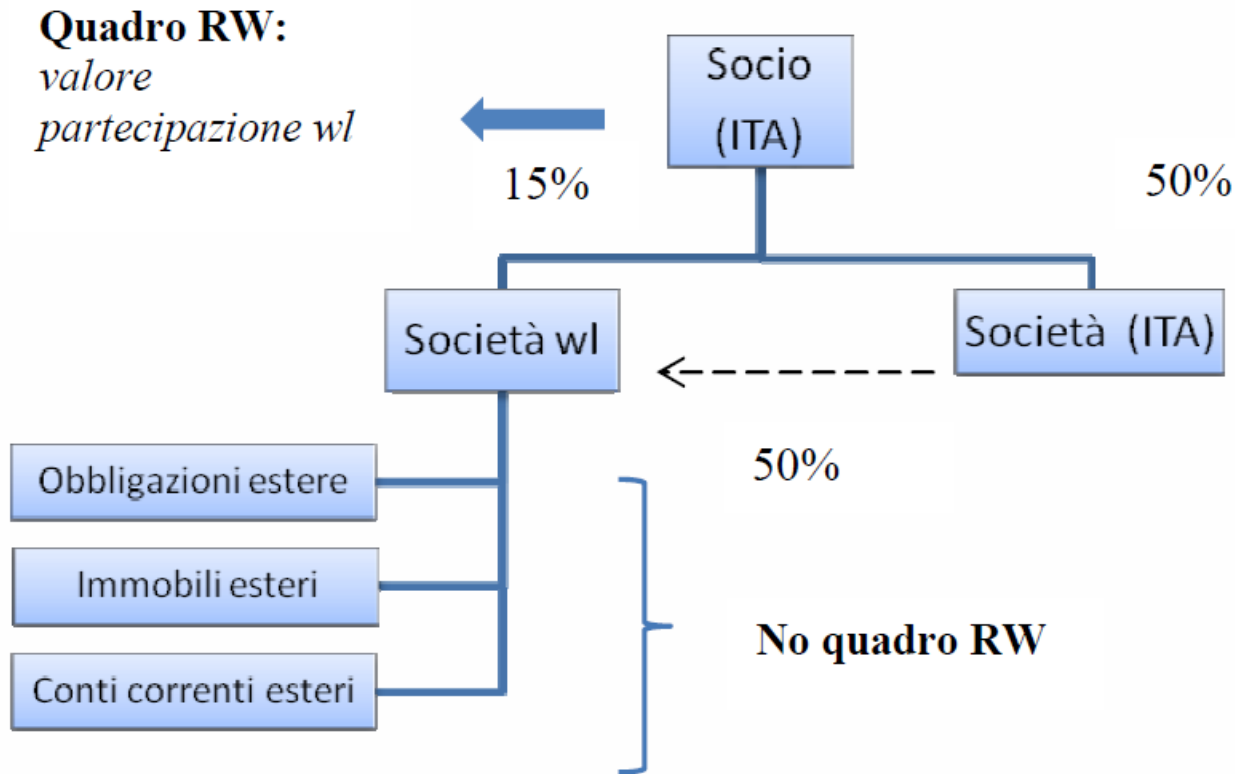 Quadro RW:
valore
partecipazione wl
Socio
(ITA)
15%
50%
Società wl
Società (ITA)
50%
Obbligazioni estere
Immobili esteri
Conti correnti esteri
No quadro RW